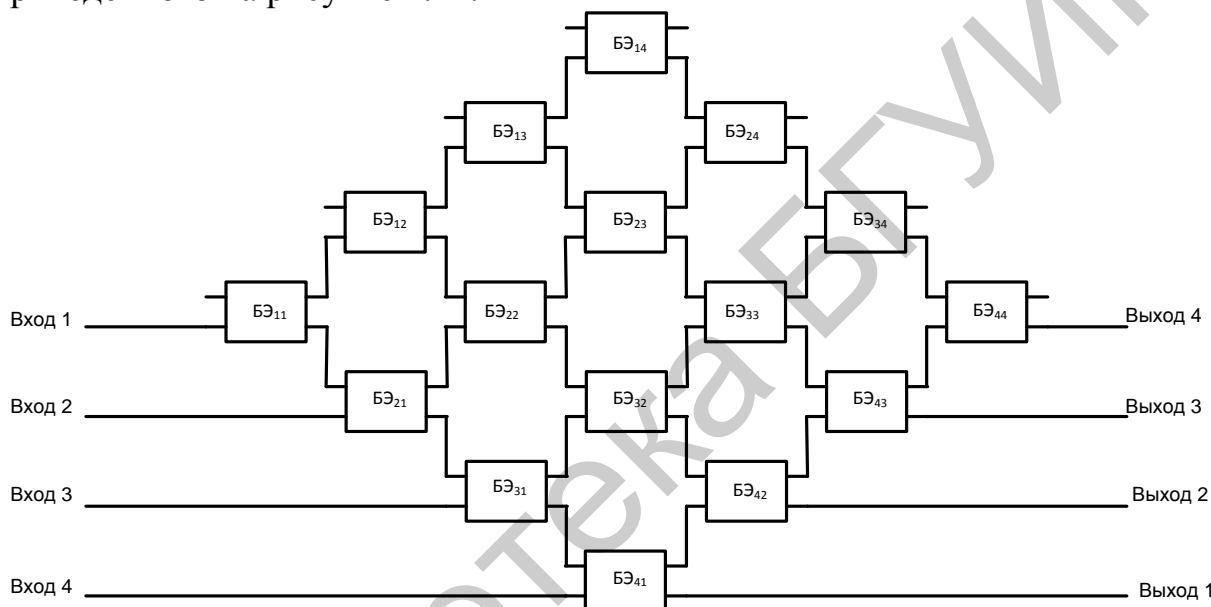 БЭ₁₄
БЭ₁₃
БЭ₂₄
БЭ₁₂
БЭ₂₃
БЭ₃₄
Вход 1
БЭ₁₁
БЭ₂₂
БЭ₃₃
БЭ₄₄
Выход 4
Вход 2
БЭ₂₁
БЭ₃₂
БЭ₄₃
Выход 3
Вход 3
БЭ₃₁
БЭ₄₂
Выход 2
Вход 4
БЭ₄₁
Выход 1